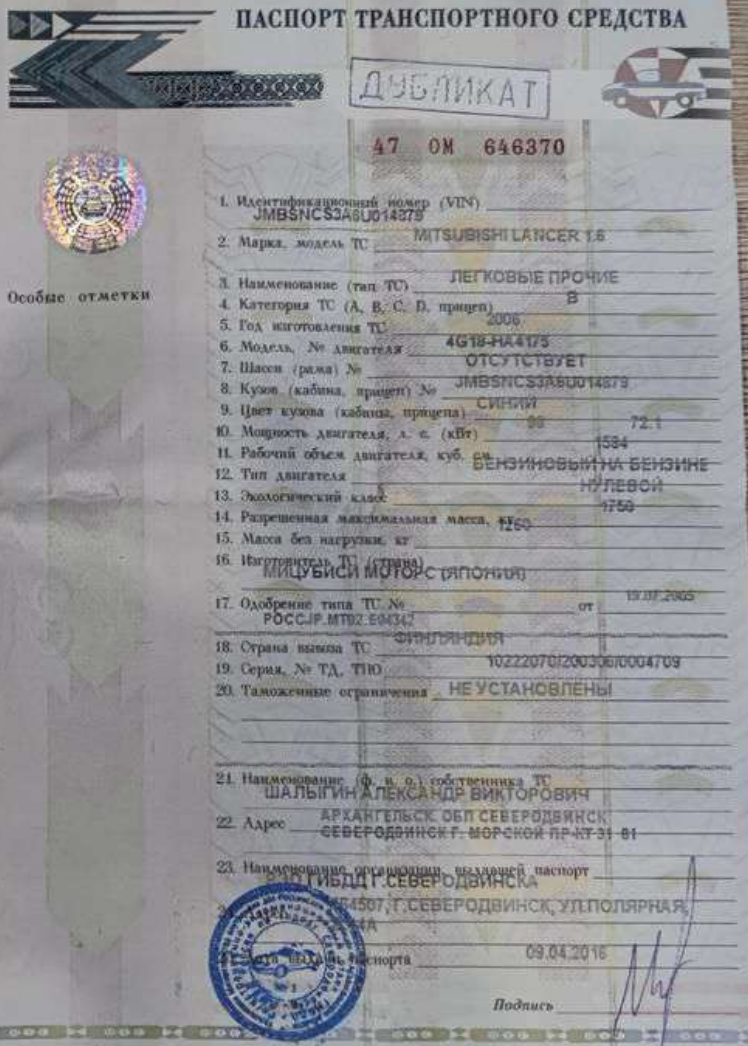 ПАСПОРТ ТРАНСПОРТНОГО СРЕДСТВА
ДУБЛИКАТ
47 ОМ 646370
Особые отметки
1. Идентификационный номер (VIN)
JMBSNCS3A6U014879
2. Марка, модель ТС MITSUBISHI LANCER 1.6
3. Наименование (тип ТС) ЛЕГКОВЫЕ ПРОЧИЕ
4. Категория ТС (А, В, С, D, прицеп) B
5. Год изготовления ТС 2006
6. Модель, № двигателя 4G18-HA4175
7. Шасси (рама) № ОТСУТСТВУЕТ
8. Кузов (кабина, прицеп) № JMBSNCS3A6U014879
9. Цвет кузова (кабины, прицепа) СИНИЙ
10. Мощность двигателя, л. с. (кВт) 98 72.1
11. Рабочий объем двигателя, куб. см 1584
12. Тип двигателя БЕНЗИНОВЫЙ НА БЕНЗИНЕ
13. Экологический класс НУЛЕВОЙ
14. Разрешенная максимальная масса, кг 1750
15. Масса без нагрузки, кг 1260
16. Изготовитель ТС (страна)
МИЦУБИСИ МОТОРС (ЯПОНИЯ)
17. Одобрение типа ТС № от 19.07.2005
РОСС JP.MT02.E04342
18. Страна вывоза ТС ФИНЛЯНДИЯ
19. Серия, № ТД, ТПО 10222070/200306/0004709
20. Таможенные ограничения НЕ УСТАНОВЛЕНЫ
21. Наименование (ф. и. о.) собственника ТС
ШАЛЫГИН АЛЕКСАНДР ВИКТОРОВИЧ
22. Адрес АРХАНГЕЛЬСК. ОБЛ СЕВЕРОДВИНСК
СЕВЕРОДВИНСК Г. МОРСКОЙ ПР-КТ 31 81
23. Наименование организации, выдавшей паспорт
ГИБДД Г.СЕВЕРОДВИНСКА
Г.СЕВЕРОДВИНСК, УЛ.ПОЛЯРНАЯ,
паспорта 09.04.2016
Подпись